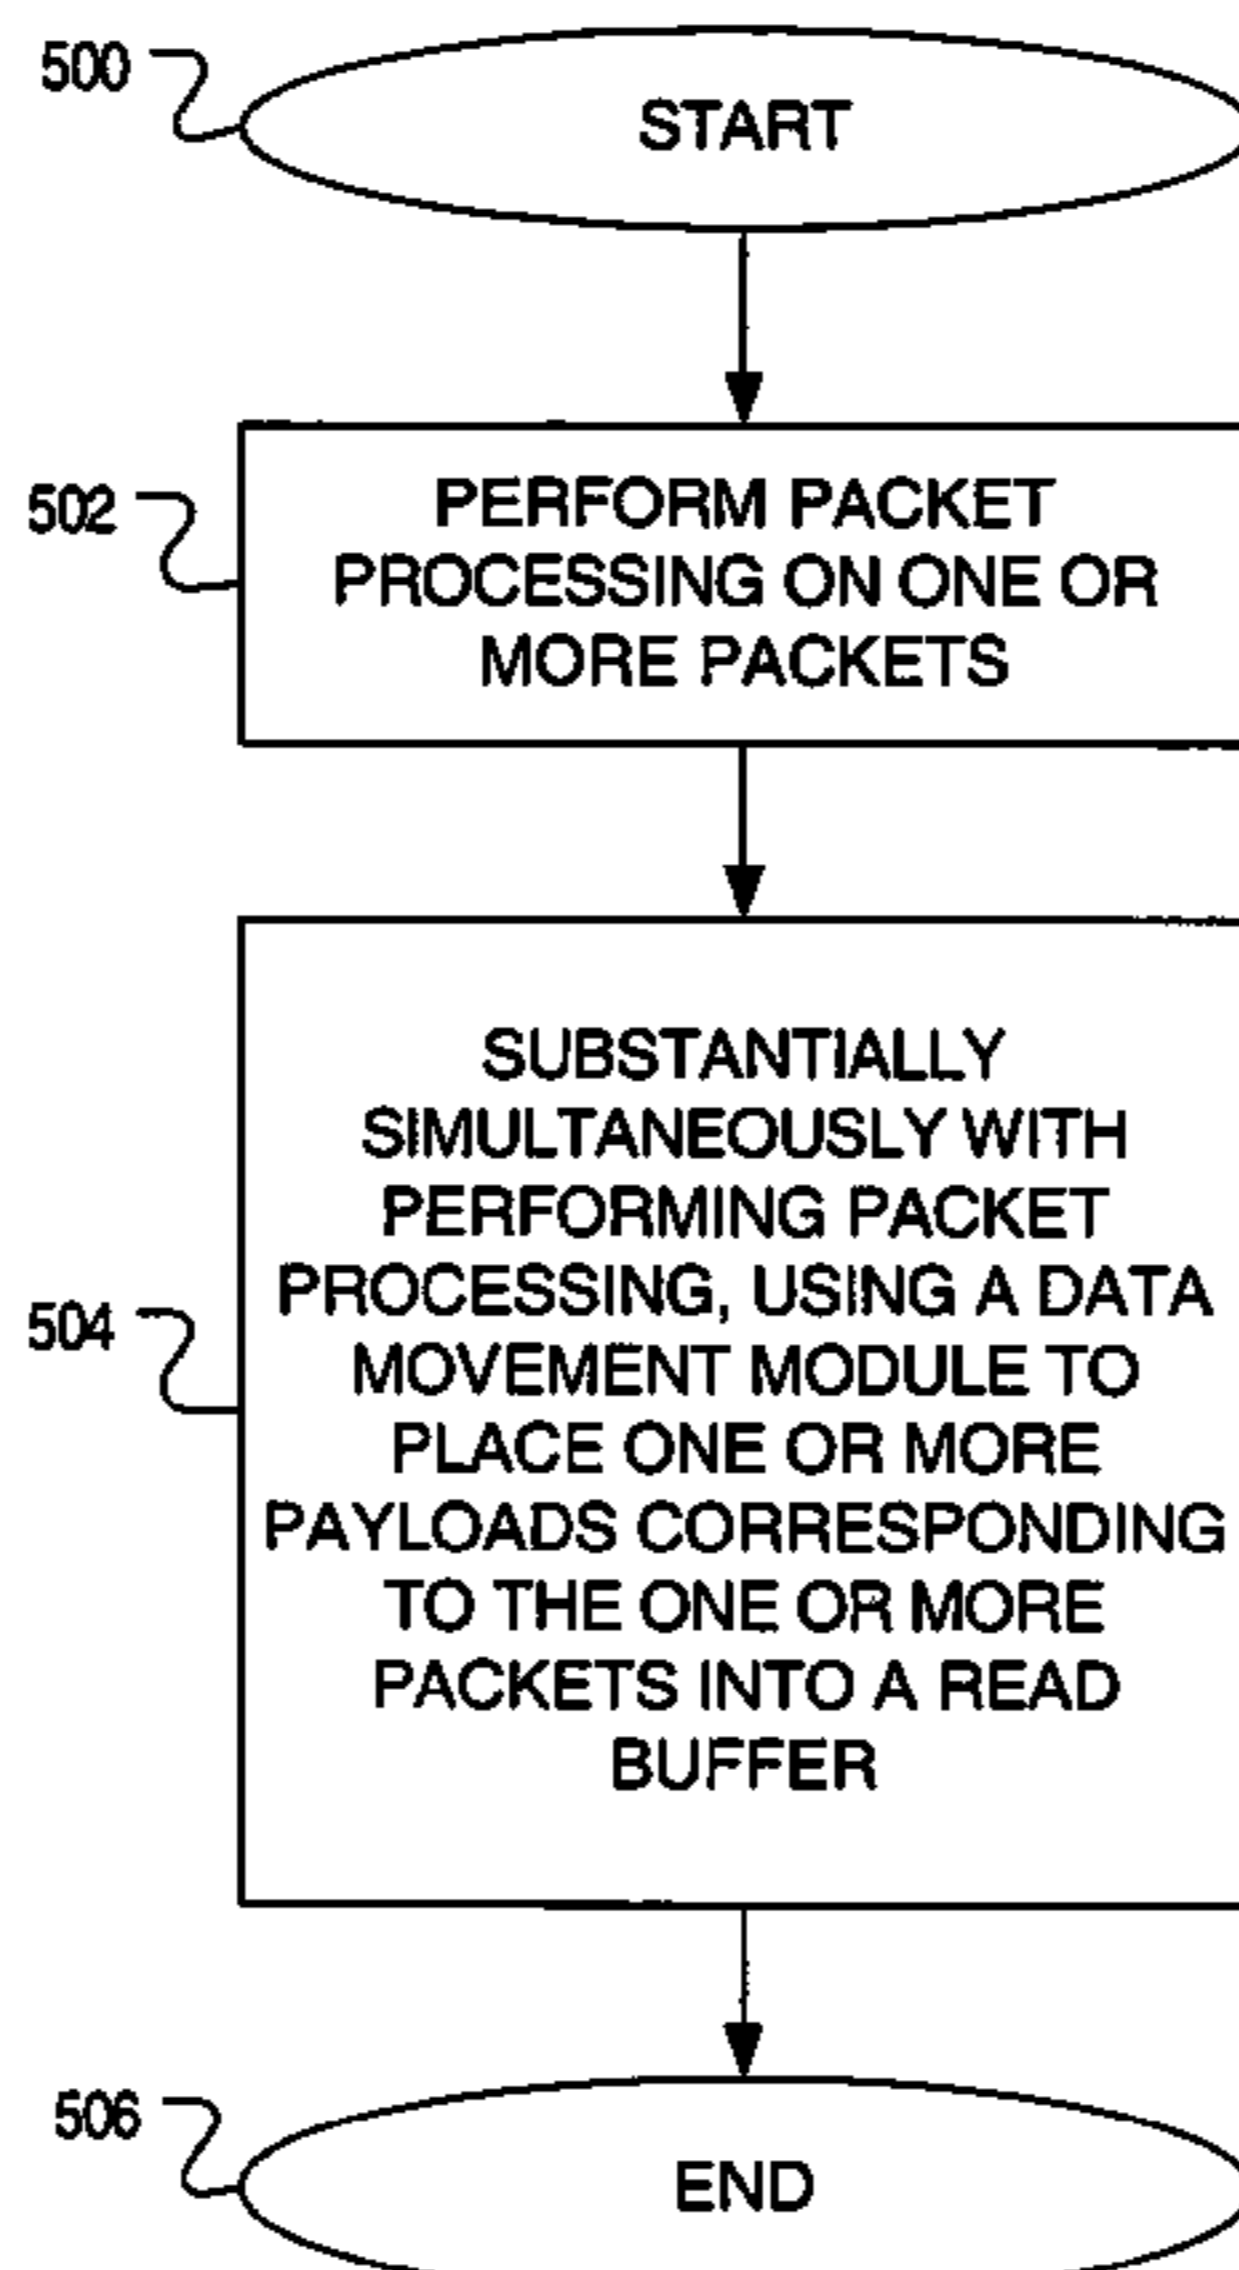 500
START
502
PERFORM PACKET
PROCESSING ON ONE OR
MORE PACKETS
504
SUBSTANTIALLY
SIMULTANEOUSLY WITH
PERFORMING PACKET
PROCESSING, USING A DATA
MOVEMENT MODULE TO
PLACE ONE OR MORE
PAYLOADS CORRESPONDING
TO THE ONE OR MORE
PACKETS INTO A READ
BUFFER
506
END